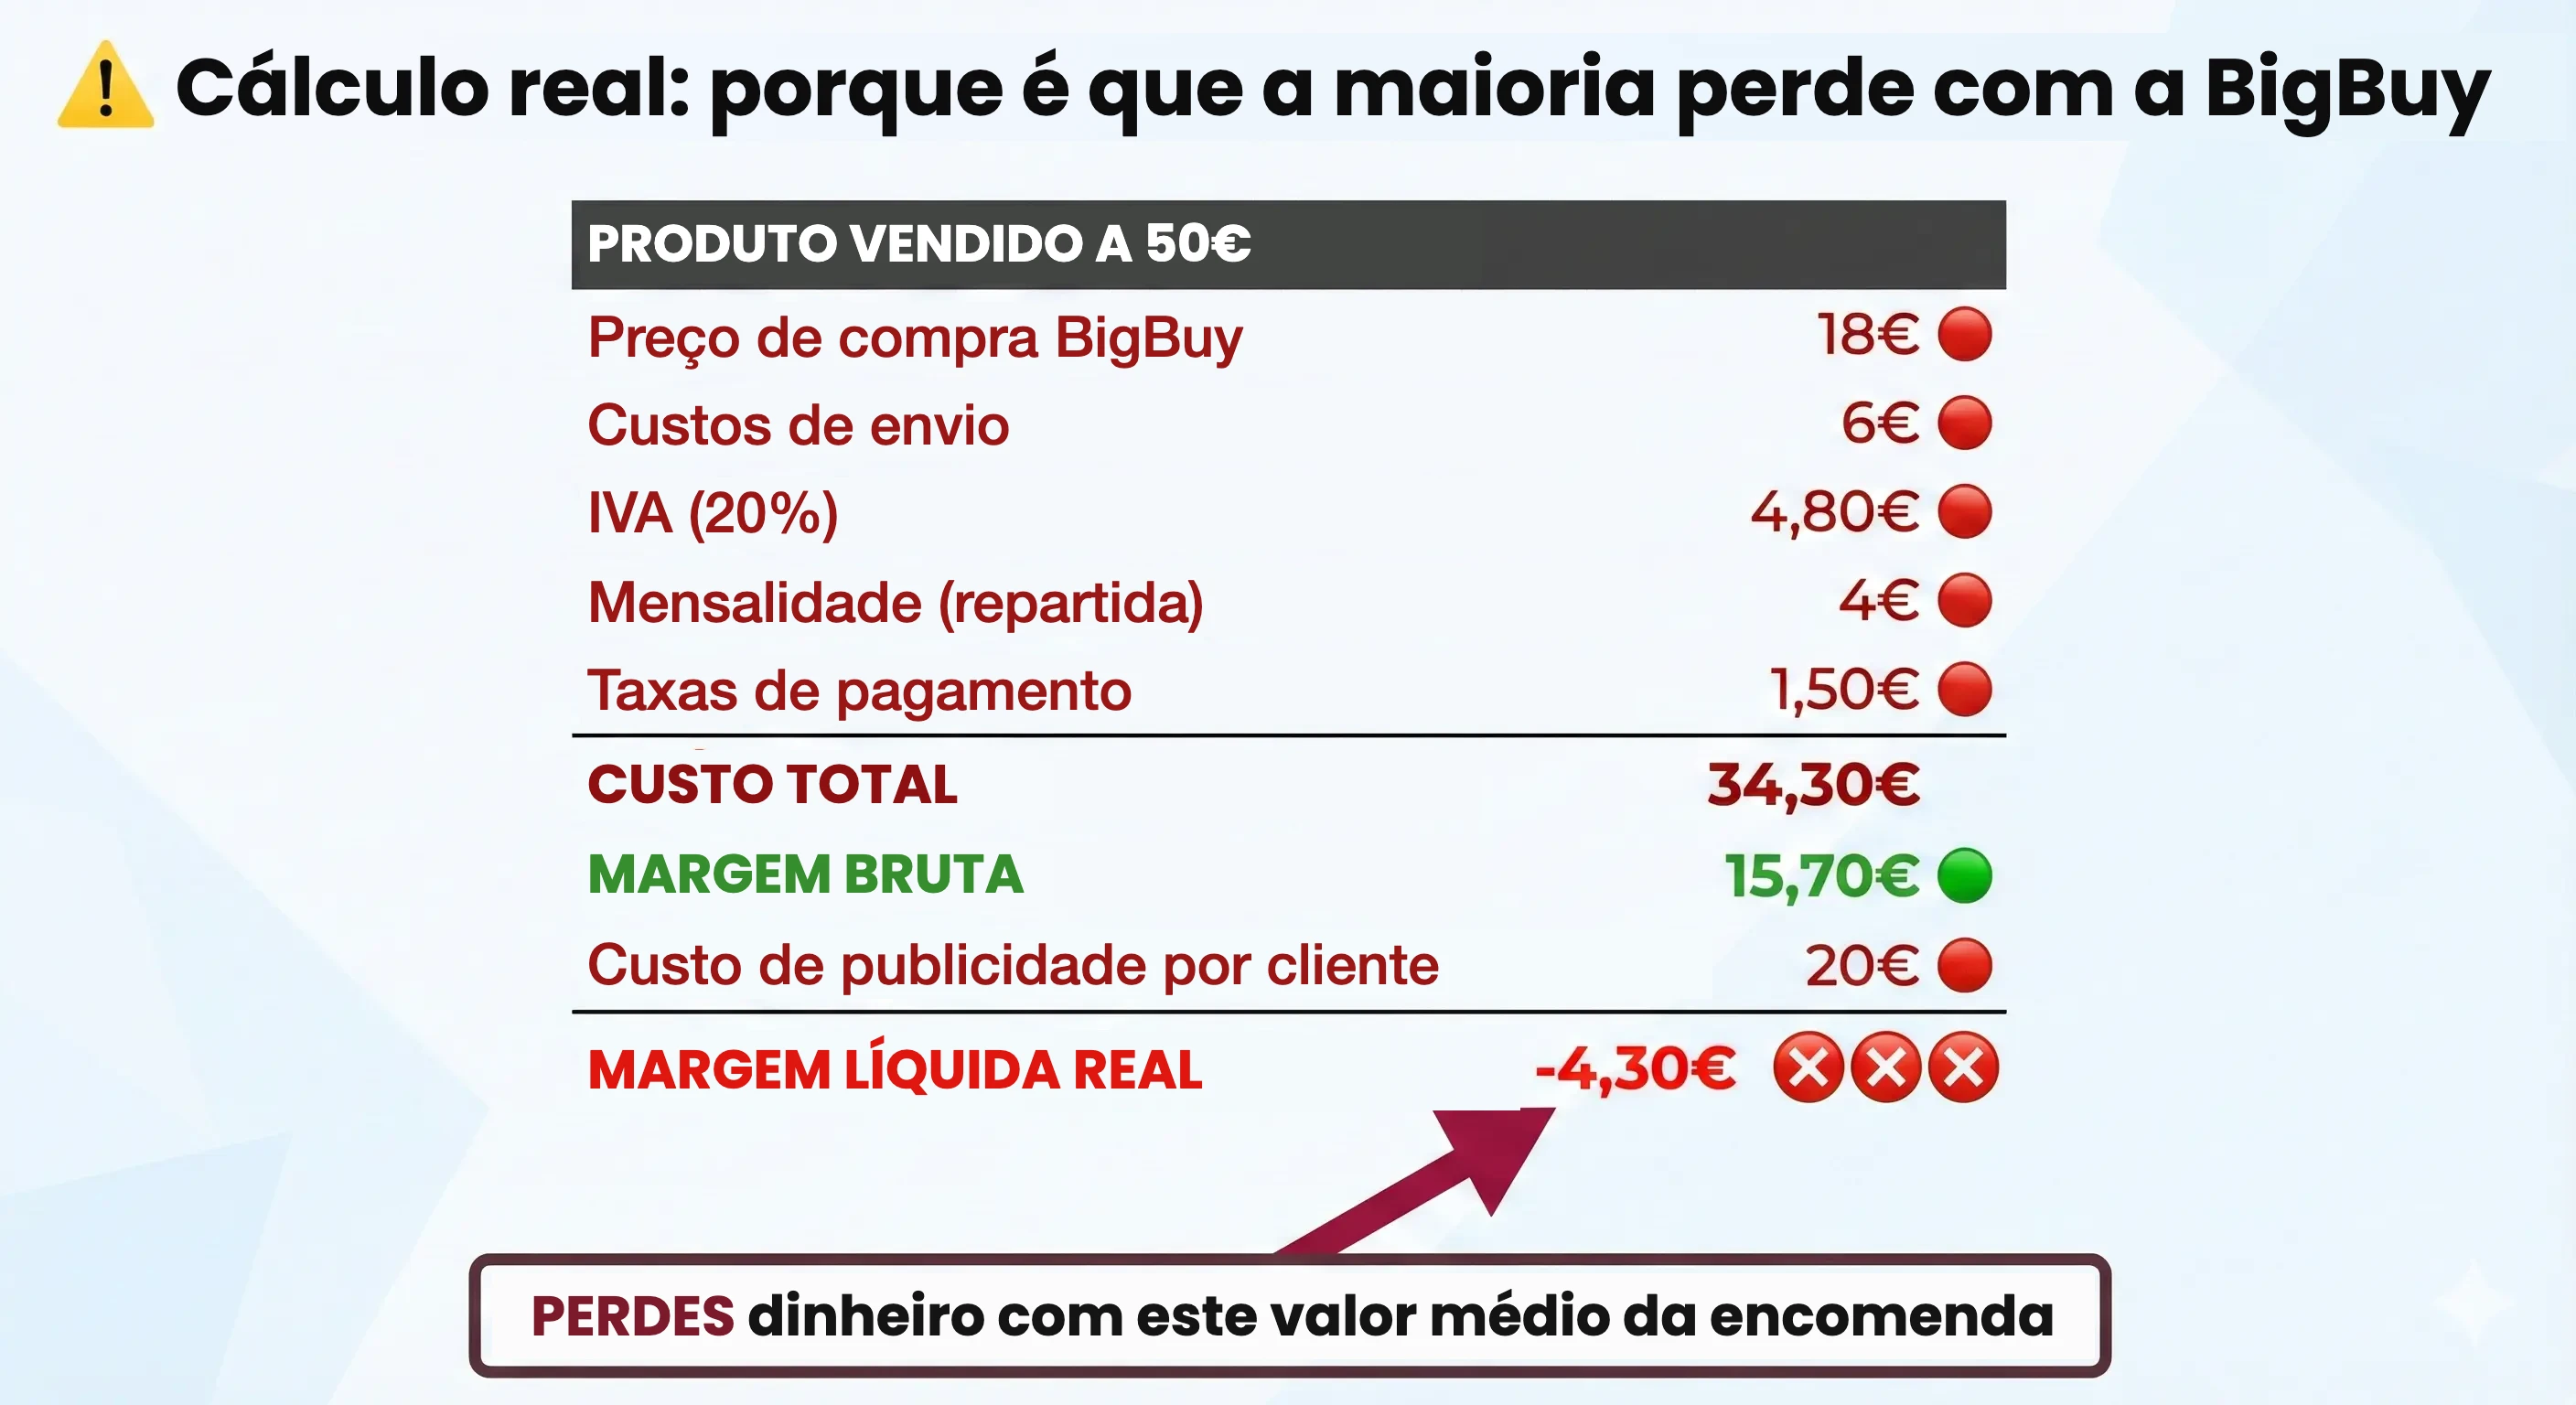 Cálculo real: porque é que a maioria perde com a BigBuy
PRODUTO VENDIDO A 50€
Preço de compra BigBuy 18€
Custos de envio 6€
IVA (20%) 4,80€
Mensalidade (repartida) 4€
Taxas de pagamento 1,50€
CUSTO TOTAL 34,30€
MARGEM BRUTA 15,70€
Custo de publicidade por cliente 20€
MARGEM LÍQUIDA REAL -4,30€
PERDES dinheiro com este valor médio da encomenda